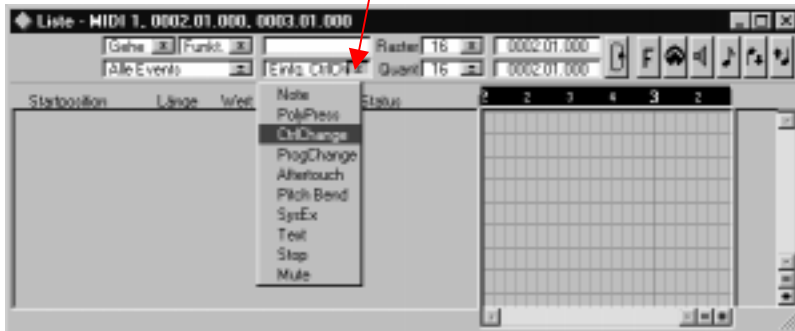 Liste - MIDI 1, 0002.01.000, 0003.01.000
Gehe Funkt. Raster 16 0002.01.000
Alle Events Einfg. Quant 16 0002.01.000
Startposition Länge Wert Status
2 2 3 4 3 2
Note
PolyPress
CtrlChange
ProgChange
Aftertouch
Pitch Bend
SysEx
Text
Stop
Mute